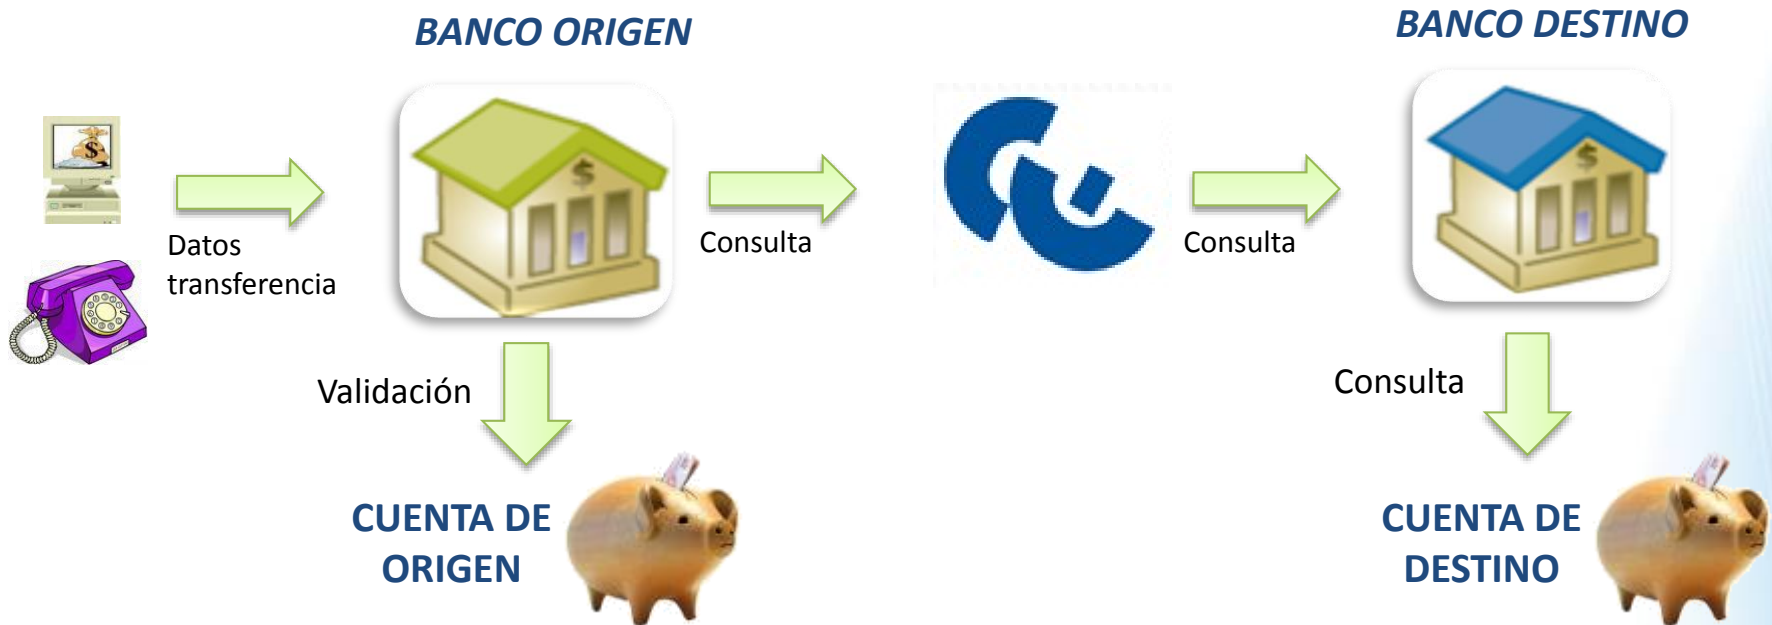 BANCO ORIGEN
BANCO DESTINO
Datos
transferencia
Consulta
Consulta
Validación
Consulta
CUENTA DE
ORIGEN
CUENTA DE
DESTINO